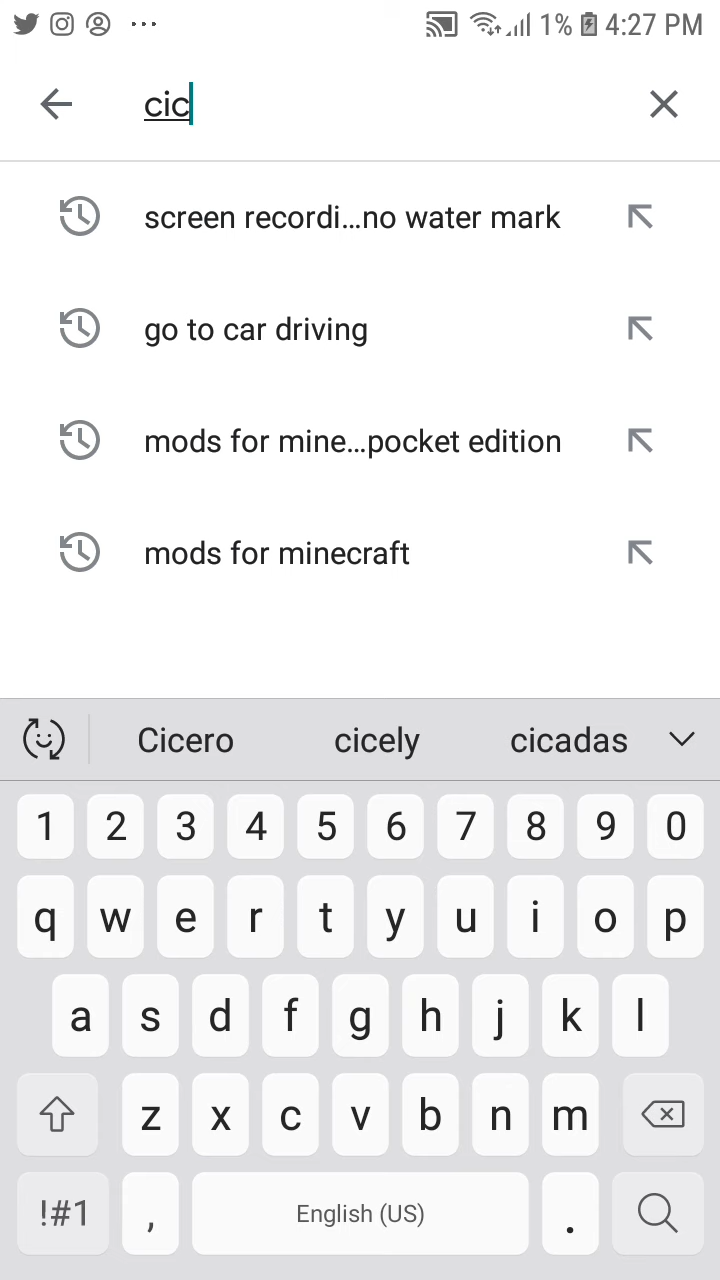 1% 4:27 PM
cic
screen recordi...no water mark
go to car driving
mods for mine...pocket edition
mods for minecraft
Cicero cicely cicadas
1 2 3 4 5 6 7 8 9 0
q w e r t y u i o p
a s d f g h j k l
z x c v b n m
!#1 , English (US) .